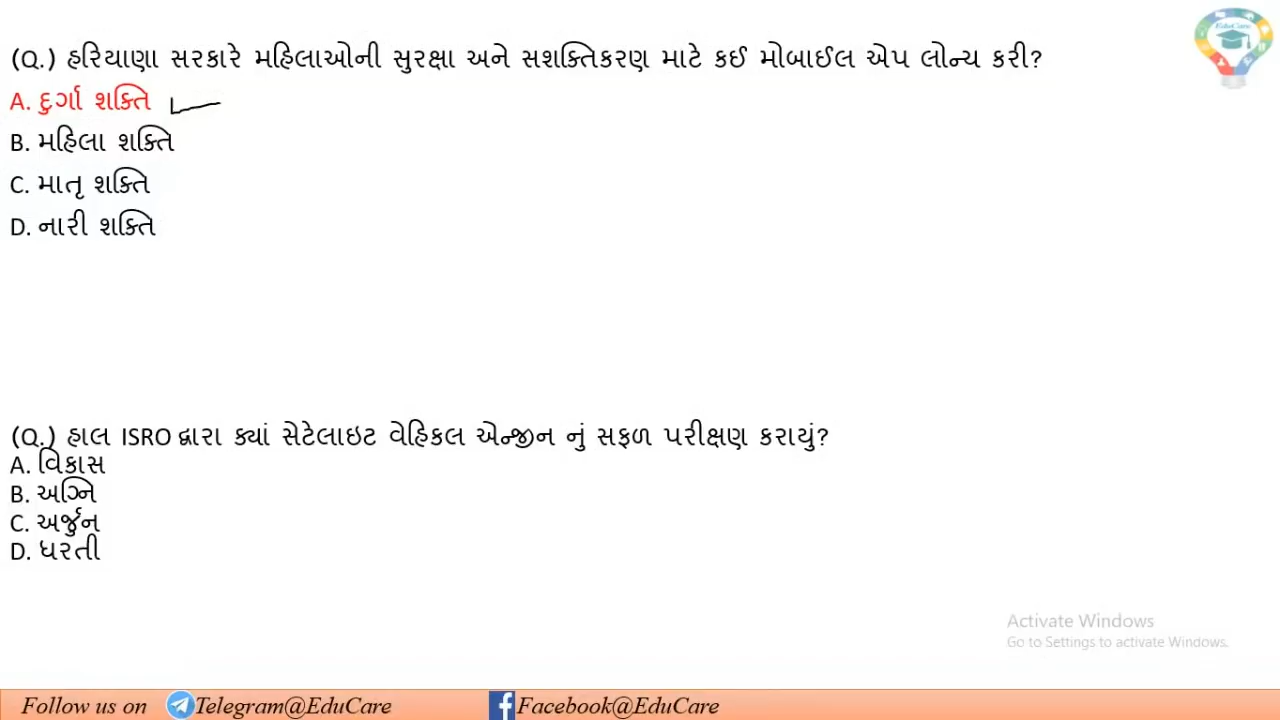 EduCare
(Q.) હરિયાણા સરકારે મહિલાઓની સુરક્ષા અને સશક્તિકરણ માટે કઈ મોબાઈલ એપ લોન્ચ કરી?
A. દુર્ગા શક્તિ
B. મહિલા શક્તિ
C. માતૃ શક્તિ
D. નારી શક્તિ
(Q.) હાલ ISRO દ્વારા ક્યાં સેટેલાઇટ વેહિકલ એન્જીન નું સફળ પરીક્ષણ કરાયું?
A. વિકાસ
B. અગ્નિ
C. અર્જુન
D. ધરતી
Activate Windows
Go to Settings to activate Windows.
Follow us on Telegram@EduCare Facebook@EduCare